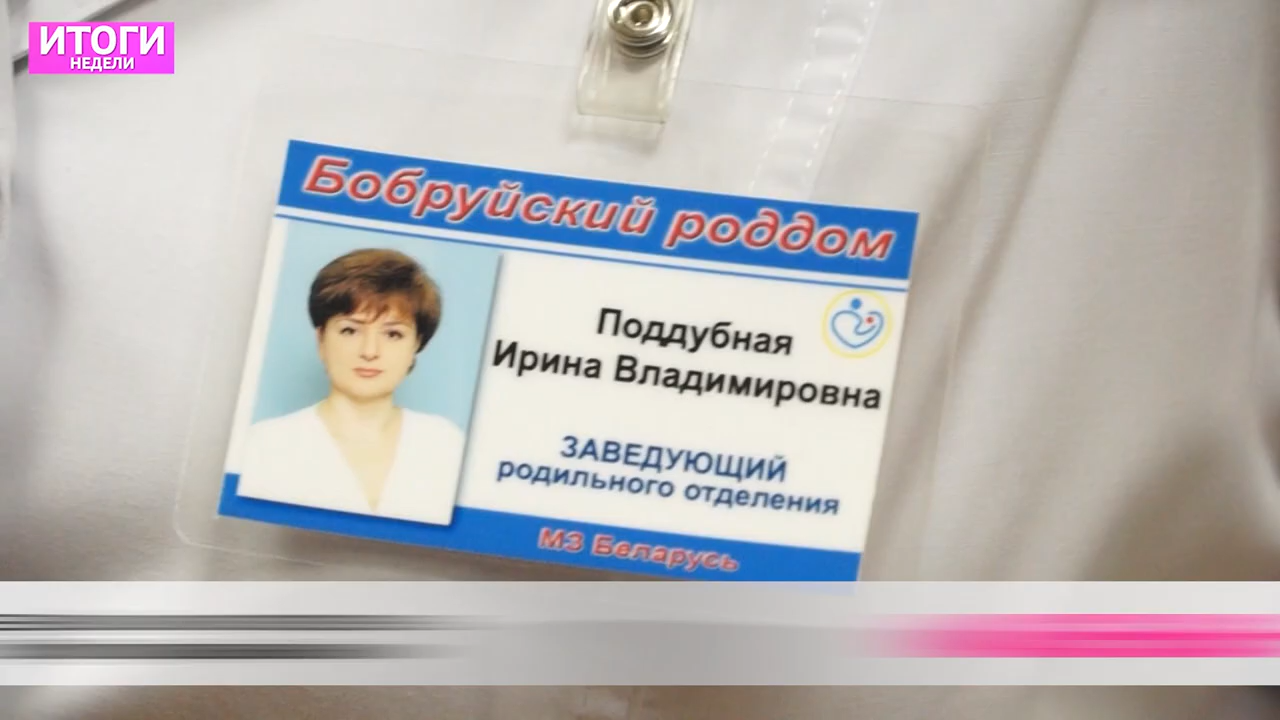 ИТОГИ
НЕДЕЛИ
Бобруйский роддом
Поддубная
Ирина Владимировна
ЗАВЕДУЮЩИЙ
родильного отделения
МЗ Беларусь